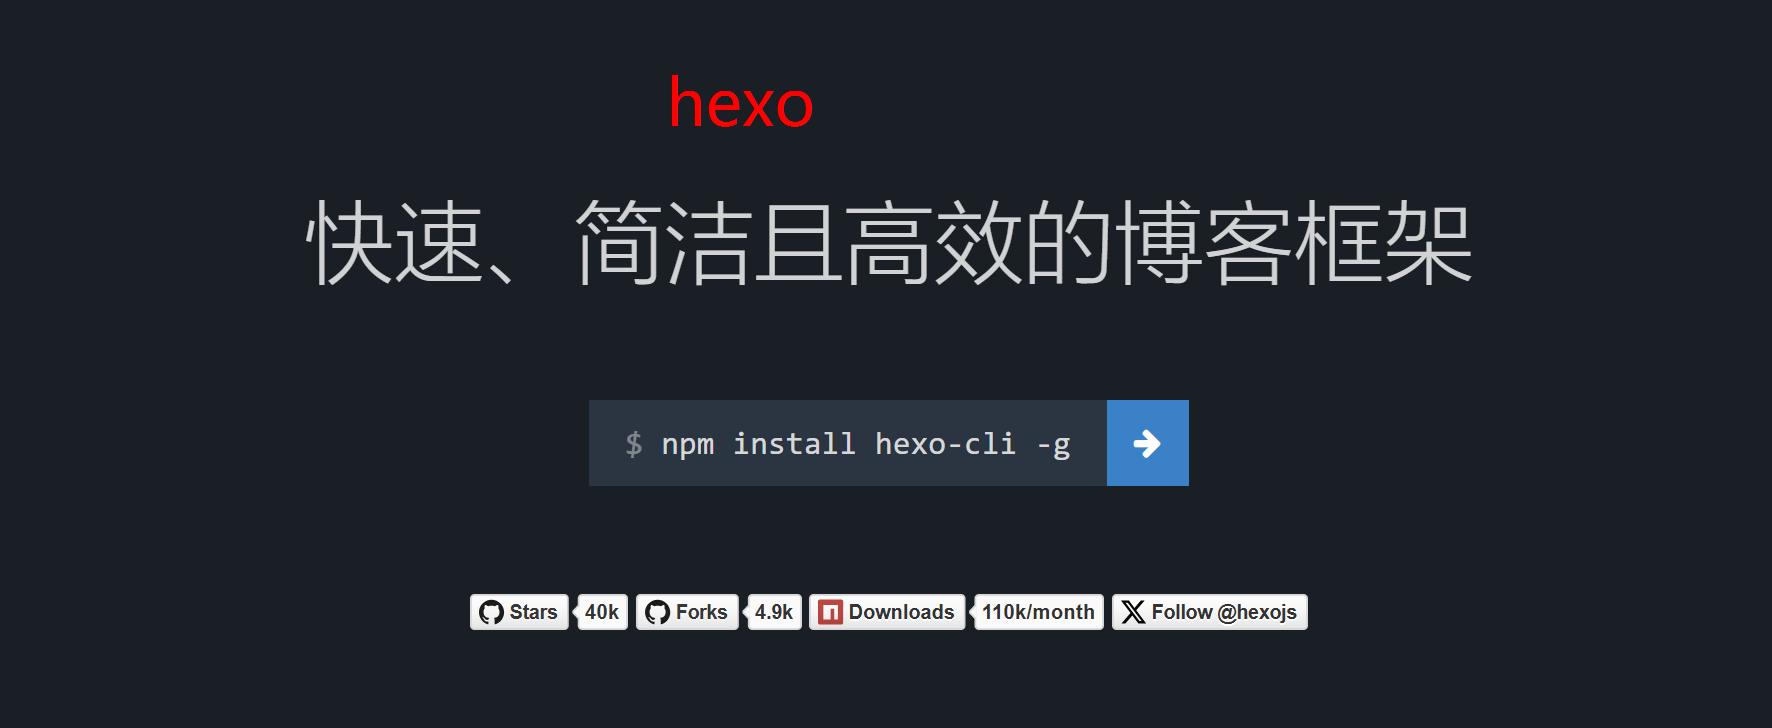 hexo
快速、简洁且高效的博客框架
$ npm install hexo-cli -g
Stars 40k Forks 4.9k Downloads 110k/month Follow @hexojs